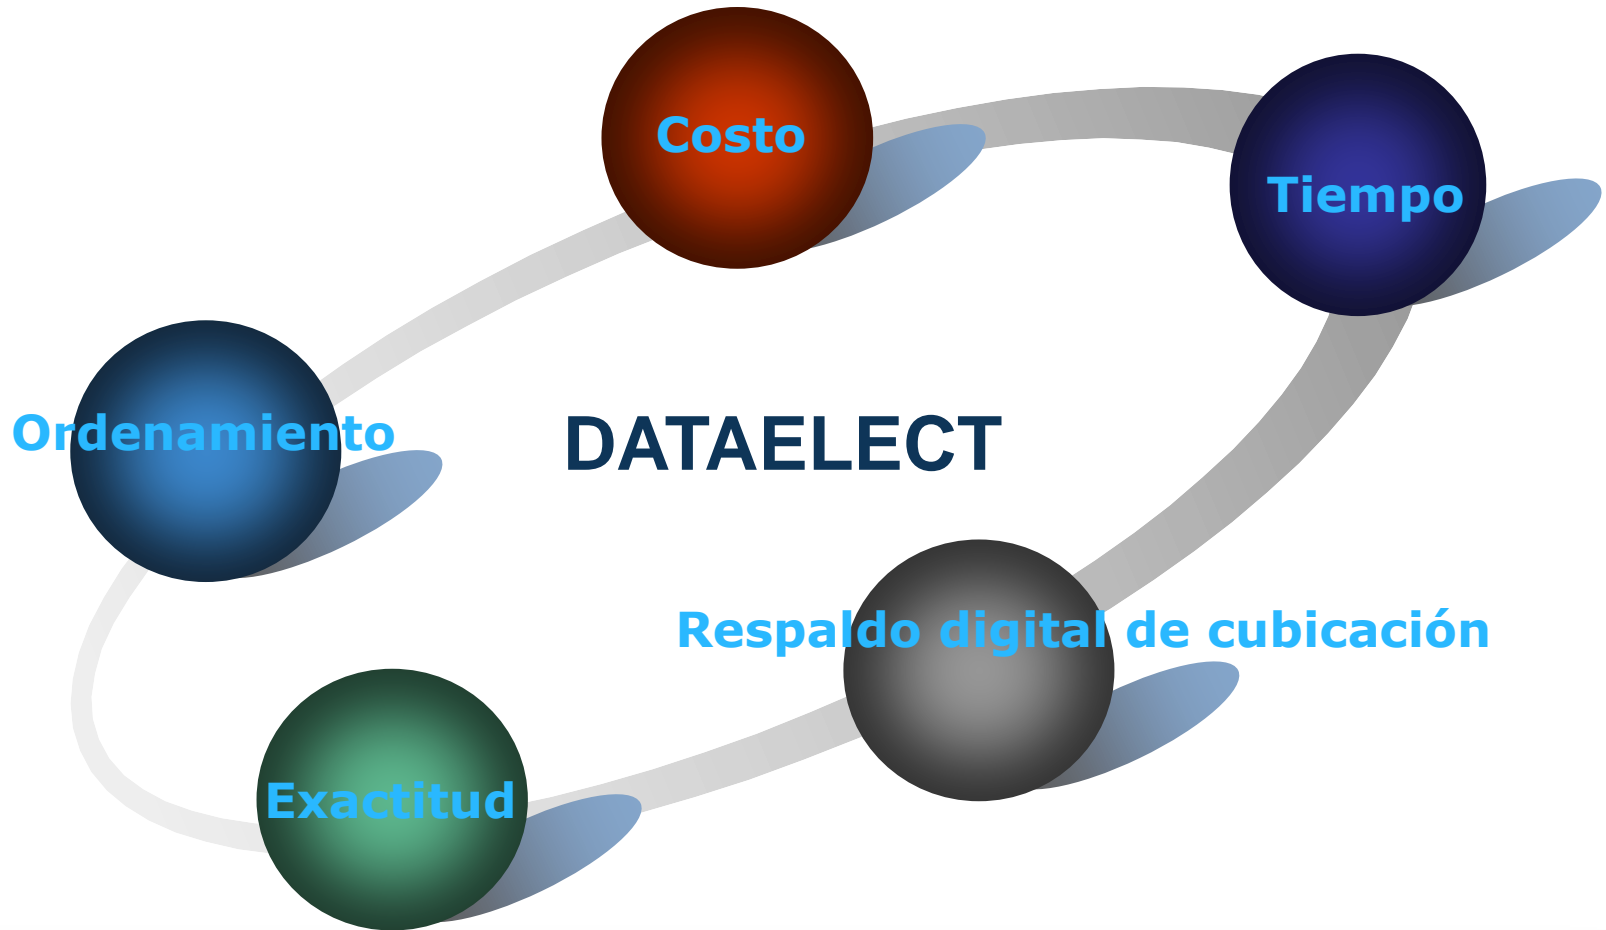 Costo
Tiempo
Ordenamiento
DATAELECT
Respaldo digital de cubicación
Exactitud